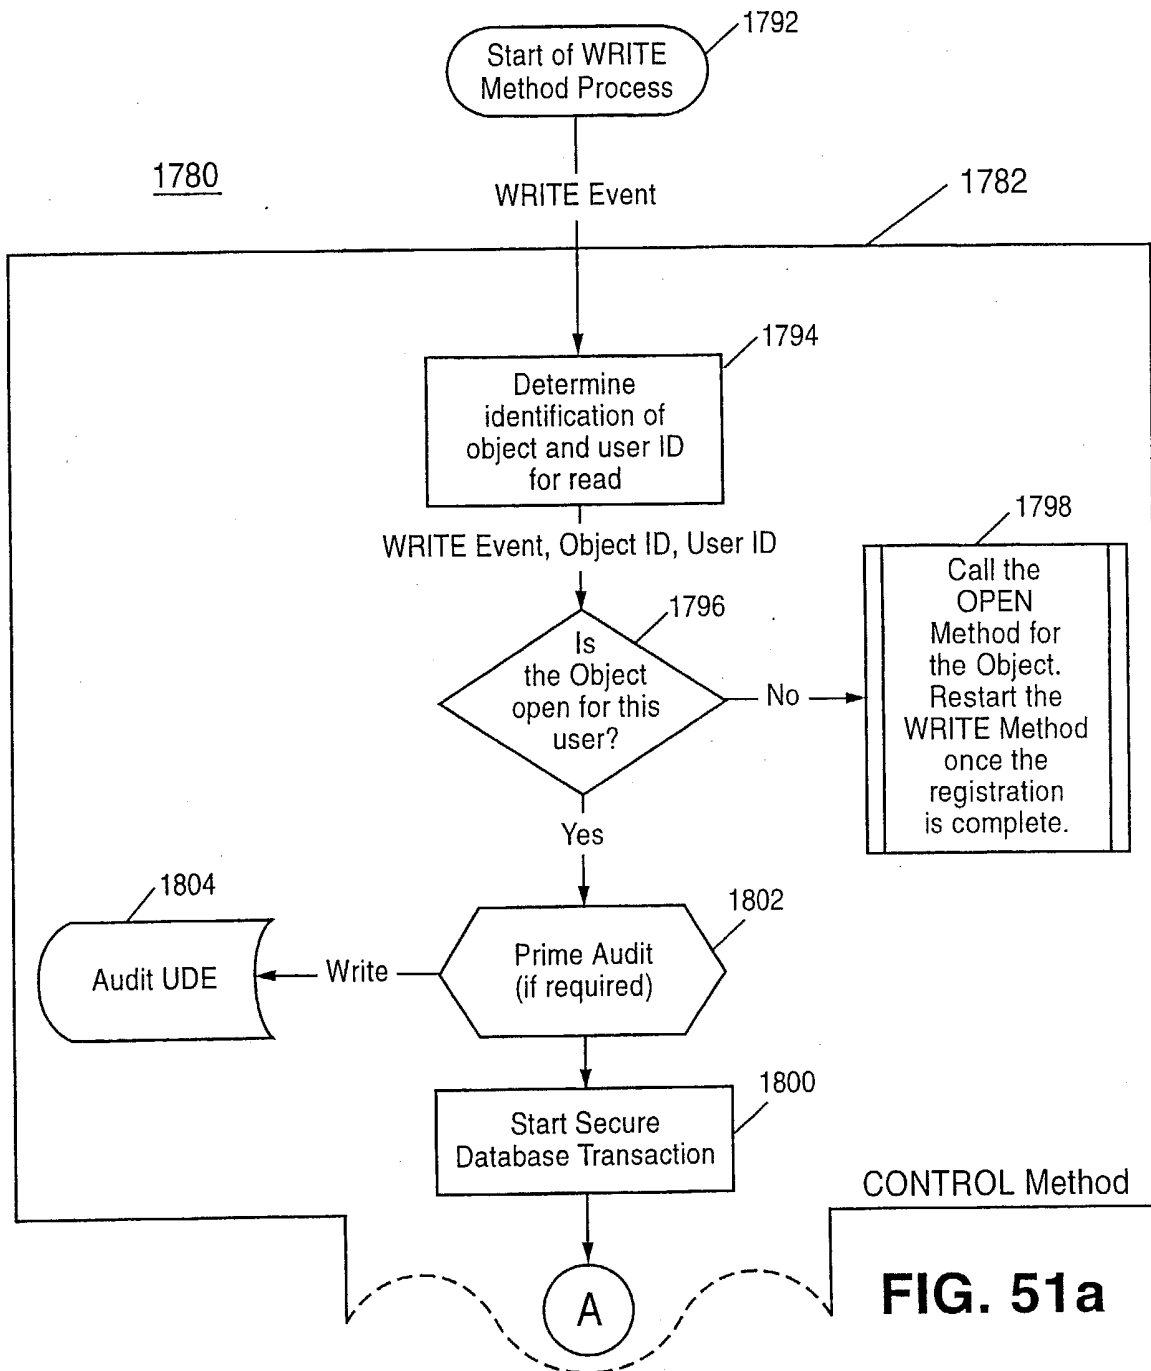 1792
Start of WRITE
Method Process
1780
WRITE Event
1782
1794
Determine
identification of
object and user ID
for read
WRITE Event, Object ID, User ID
1798
Call the
OPEN
Method for
the Object.
Restart the
WRITE Method
once the
registration
is complete.
1796
Is
the Object
open for this
user?
No
Yes
1804
Audit UDE
Write
1802
Prime Audit
(if required)
1800
Start Secure
Database Transaction
CONTROL Method
A
FIG. 51a